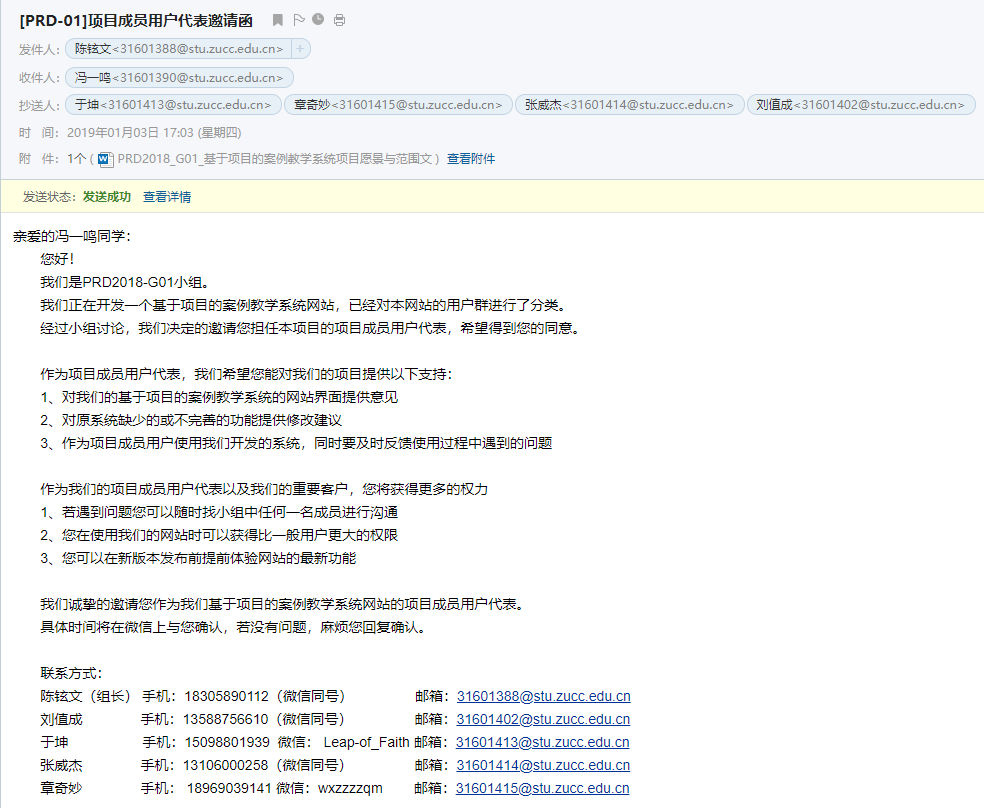 [PRD-01]项目成员用户代表邀请函
发件人: 陈铉文<31601388@stu.zucc.edu.cn> +
收件人: 冯一鸣<31601390@stu.zucc.edu.cn>
抄送人: 于坤<31601413@stu.zucc.edu.cn> 章奇妙<31601415@stu.zucc.edu.cn> 张威杰<31601414@stu.zucc.edu.cn> 刘值成<31601402@stu.zucc.edu.cn>
时 间: 2019年01月03日 17:03 (星期四)
附 件: 1个 ( PRD2018_G01_基于项目的案例教学系统项目愿景与范围文 ) 查看附件
发送状态: 发送成功 查看详情
亲爱的冯一鸣同学：
您好！
我们是PRD2018-G01小组。
我们正在开发一个基于项目的案例教学系统网站，已经对本网站的用户群进行了分类。
经过小组讨论，我们决定的邀请您担任本项目的项目成员用户代表，希望得到您的同意。
作为项目成员用户代表，我们希望您能对我们的项目提供以下支持：
1、对我们的基于项目的案例教学系统的网站界面提供意见
2、对原系统缺少的或不完善的功能提供修改建议
3、作为项目成员用户使用我们开发的系统，同时要及时反馈使用过程中遇到的问题
作为我们的项目成员用户代表以及我们的重要客户，您将获得更多的权力
1、若遇到问题您可以随时找小组中任何一名成员进行沟通
2、您在使用我们的网站时可以获得比一般用户更大的权限
3、您可以在新版本发布前提前体验网站的最新功能
我们诚挚的邀请您作为我们基于项目的案例教学系统网站的项目成员用户代表。
具体时间将在微信上与您确认，若没有问题，麻烦您回复确认。
联系方式：
陈铉文（组长） 手机：18305890112（微信同号） 邮箱：31601388@stu.zucc.edu.cn
刘值成 手机：13588756610（微信同号） 邮箱：31601402@stu.zucc.edu.cn
于坤 手机：15098801939 微信： Leap-of_Faith 邮箱：31601413@stu.zucc.edu.cn
张威杰 手机：13106000258（微信同号） 邮箱：31601414@stu.zucc.edu.cn
章奇妙 手机： 18969039141 微信：wxzzzzqm 邮箱：31601415@stu.zucc.edu.cn